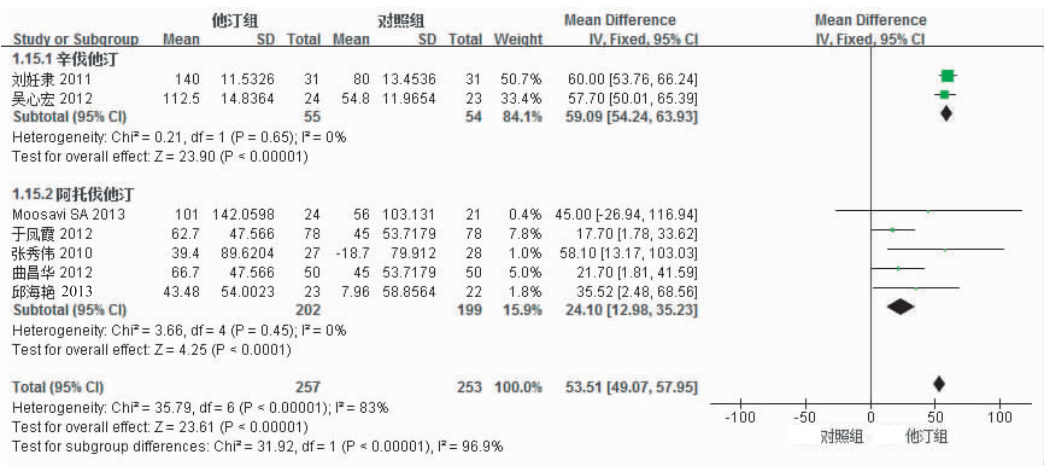 他汀组 对照组 Mean Difference Mean Difference
Study or Subgroup Mean SD Total Mean SD Total Weight IV, Fixed, 95% CI IV, Fixed, 95% CI
1.15.1 辛伐他汀
刘妊隶 2011 140 11.5326 31 80 13.4536 31 50.7% 60.00 [53.76, 66.24]
吴心宏 2012 112.5 14.8364 24 54.8 11.9654 23 33.4% 57.70 [50.01, 65.39]
Subtotal (95% CI) 55 54 84.1% 59.09 [54.24, 63.93]
Heterogeneity: Chi² = 0.21, df = 1 (P = 0.65); I² = 0%
Test for overall effect: Z = 23.90 (P < 0.00001)
1.15.2 阿托伐他汀
Moosavi SA 2013 101 142.0598 24 56 103.131 21 0.4% 45.00 [-26.94, 116.94]
于凤霞 2012 62.7 47.566 78 45 53.7179 78 7.8% 17.70 [1.78, 33.62]
张秀伟 2010 39.4 89.6204 27 -18.7 79.912 28 1.0% 58.10 [13.17, 103.03]
曲昌华 2012 66.7 47.566 50 45 53.7179 50 5.0% 21.70 [1.81, 41.59]
邱海艳 2013 43.48 54.0023 23 7.96 58.8564 22 1.8% 35.52 [2.48, 68.56]
Subtotal (95% CI) 202 199 15.9% 24.10 [12.98, 35.23]
Heterogeneity: Chi² = 3.66, df = 4 (P = 0.45); I² = 0%
Test for overall effect: Z = 4.25 (P < 0.0001)
Total (95% CI) 257 253 100.0% 53.51 [49.07, 57.95]
Heterogeneity: Chi² = 35.79, df = 6 (P < 0.00001); I² = 83%
Test for overall effect: Z = 23.61 (P < 0.00001)
Test for subgroup differences: Chi² = 31.92, df = 1 (P < 0.00001), I² = 96.9%
-100 -50 0 50 100
对照组 他汀组